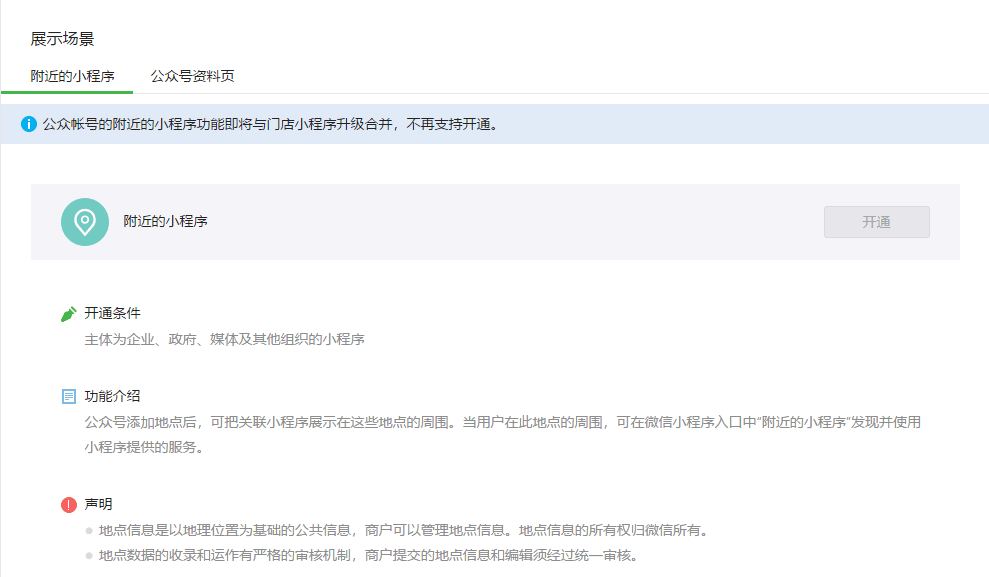 展示场景
附近的小程序 公众号资料页
公众帐号的附近的小程序功能即将与门店小程序升级合并，不再支持开通。
附近的小程序 开通
开通条件
主体为企业、政府、媒体及其他组织的小程序
功能介绍
公众号添加地点后，可把关联小程序展示在这些地点的周围。当用户在此地点的周围，可在微信小程序入口中“附近的小程序”发现并使用
小程序提供的服务。
声明
地点信息是以地理位置为基础的公共信息，商户可以管理地点信息。地点信息的所有权归微信所有。
地点数据的收录和运作有严格的审核机制，商户提交的地点信息和编辑须经过统一审核。